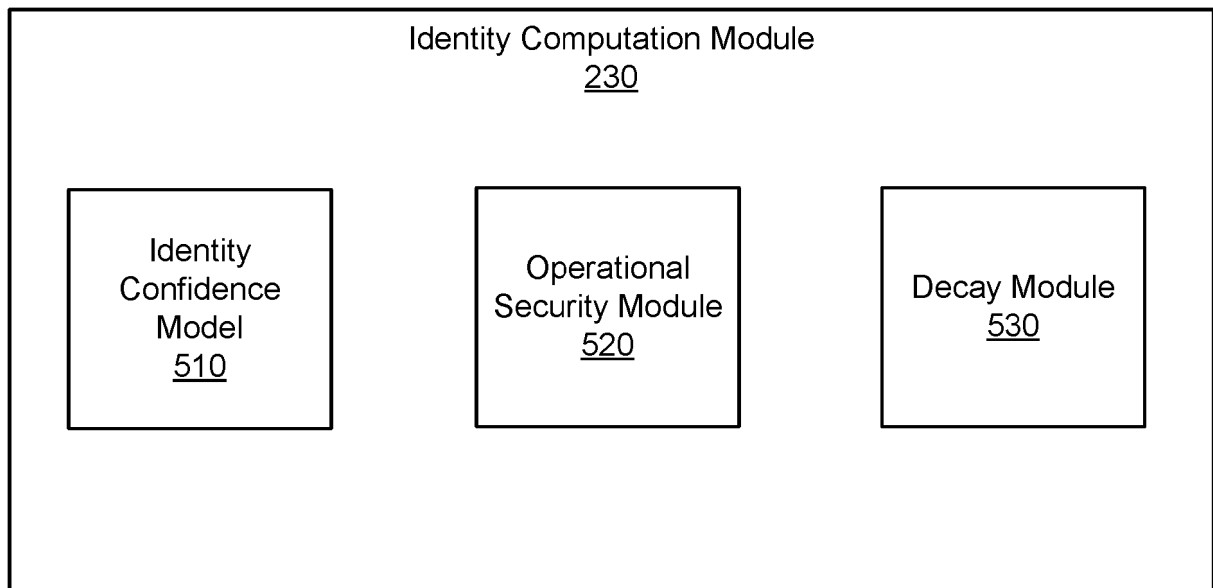 Identity Computation Module
230
Identity
Confidence
Model
510
Operational
Security Module
520
Decay Module
530